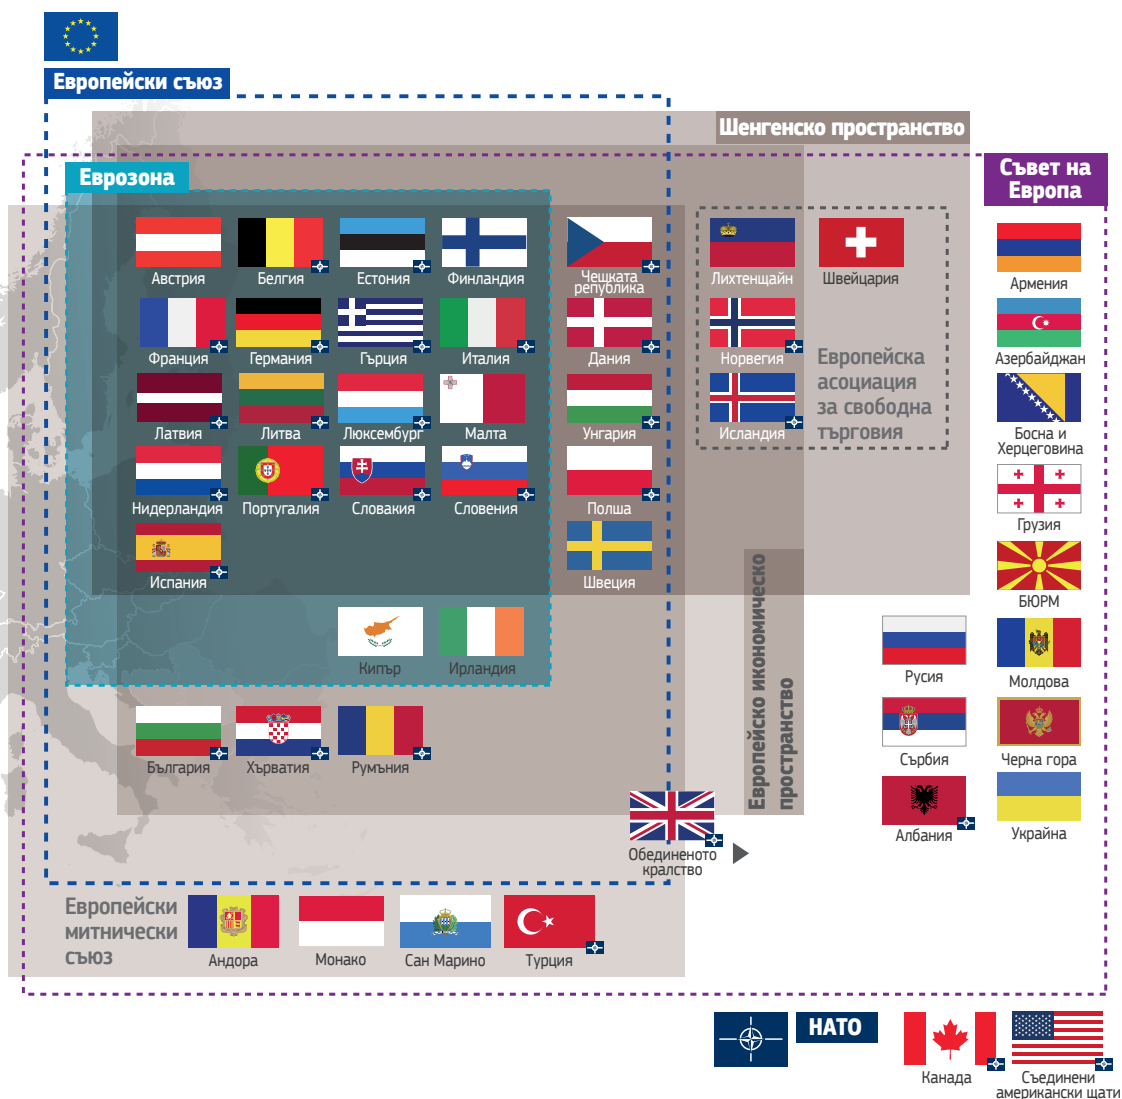 Европейски съюз
Шенгенско пространство
Съвет на
Европа
Еврозона
Австрия
Белгия
Естония
Финландия
Чешката
република
Лихтенщайн
Швейцария
Армения
Франция
Германия
Гърция
Италия
Дания
Норвегия
Европейска
асоциация
за свободна
търговия
Азербайджан
Латвия
Литва
Люксембург
Малта
Унгария
Исландия
Босна и
Херцеговина
Нидерландия
Португалия
Словакия
Словения
Полша
Грузия
Испания
Швеция
Европейско икономическо
пространство
БЮРМ
Кипър
Ирландия
Русия
Молдова
България
Хърватия
Румъния
Сърбия
Черна гора
Албания
Украйна
Обединеното
кралство
Европейски
митнически
съюз
Андора
Монако
Сан Марино
Турция
НАТО
Канада
Съединени
американски щати